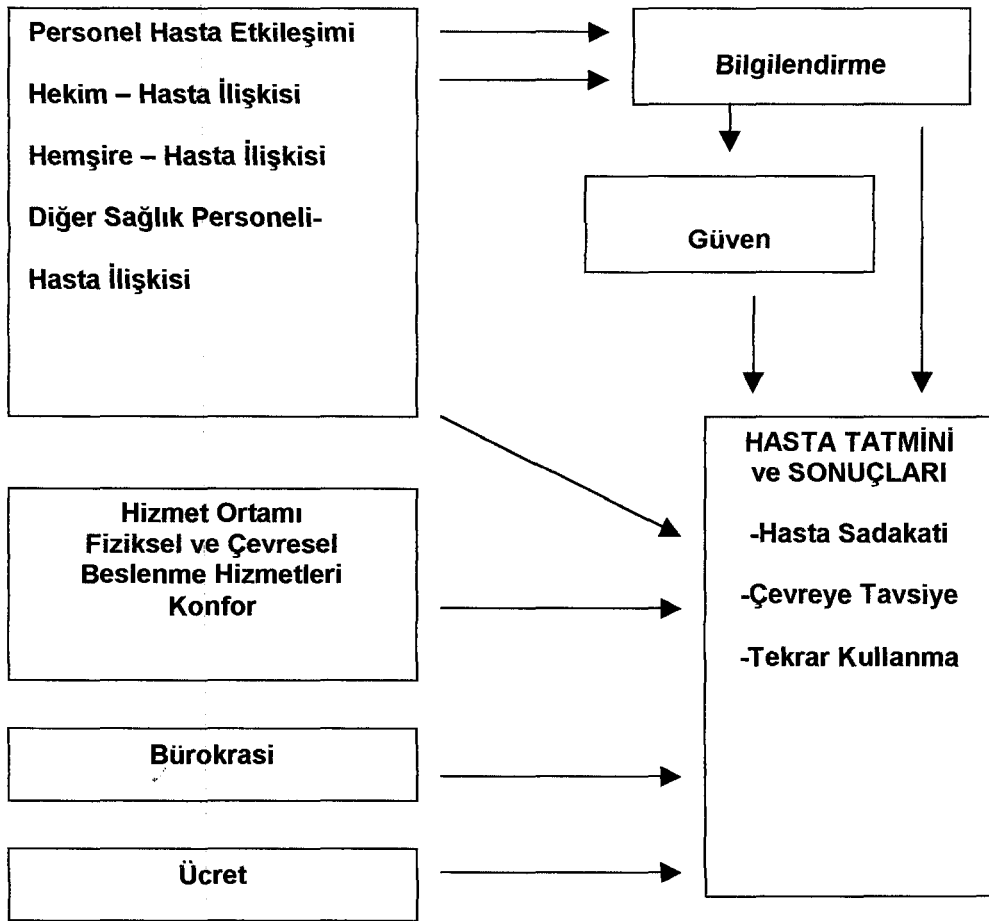 Personel Hasta Etkileşimi
Hekim – Hasta İlişkisi
Hemşire – Hasta İlişkisi
Diğer Sağlık Personeli-
Hasta İlişkisi
Bilgilendirme
Güven
HASTA TATMİNİ
ve SONUÇLARI
-Hasta Sadakati
-Çevreye Tavsiye
-Tekrar Kullanma
Hizmet Ortamı
Fiziksel ve Çevresel
Beslenme Hizmetleri
Konfor
Bürokrasi
Ücret